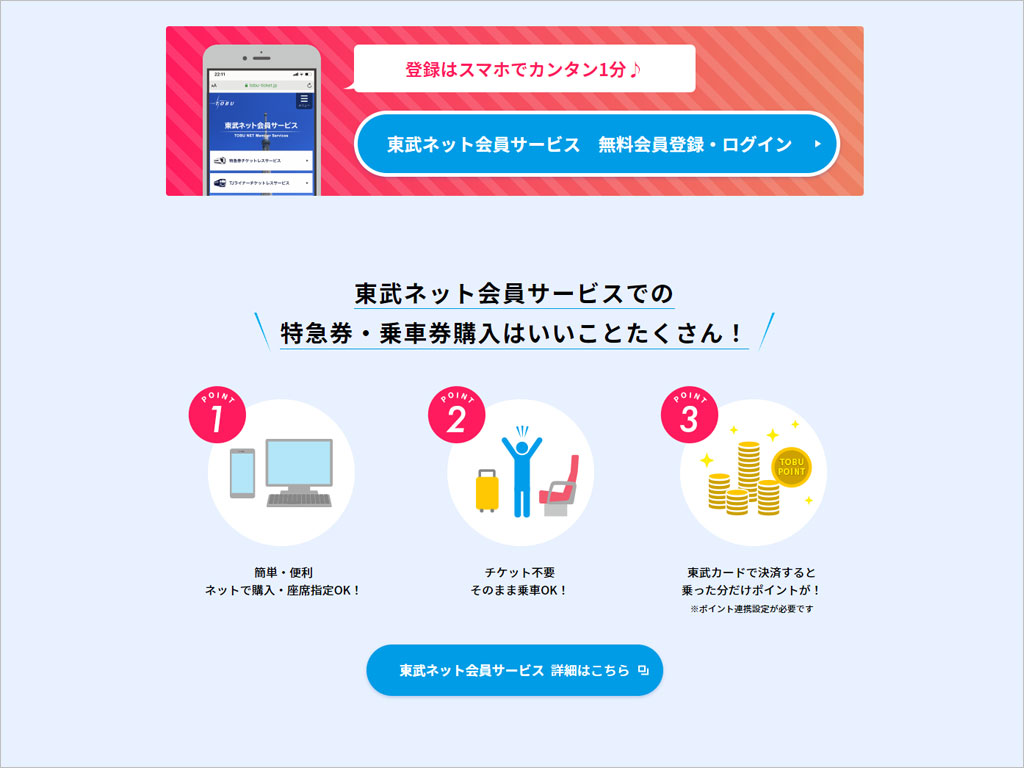 登録はスマホでカンタン1分♪
22:11
AA
tobu-ticket.jp
TOBU
メニュー
東武ネット会員サービス
TOBU NET Member Services
特急券チケットレスサービス
TJライナーチケットレスサービス
東武ネット会員サービス　無料会員登録・ログイン
東武ネット会員サービスでの
特急券・乗車券購入はいいことたくさん！
POINT
1
簡単・便利
ネットで購入・座席指定OK！
POINT
2
チケット不要
そのまま乗車OK！
POINT
3
TOBU
POINT
東武カードで決済すると
乗った分だけポイントが！
※ポイント連携設定が必要です
東武ネット会員サービス 詳細はこちら